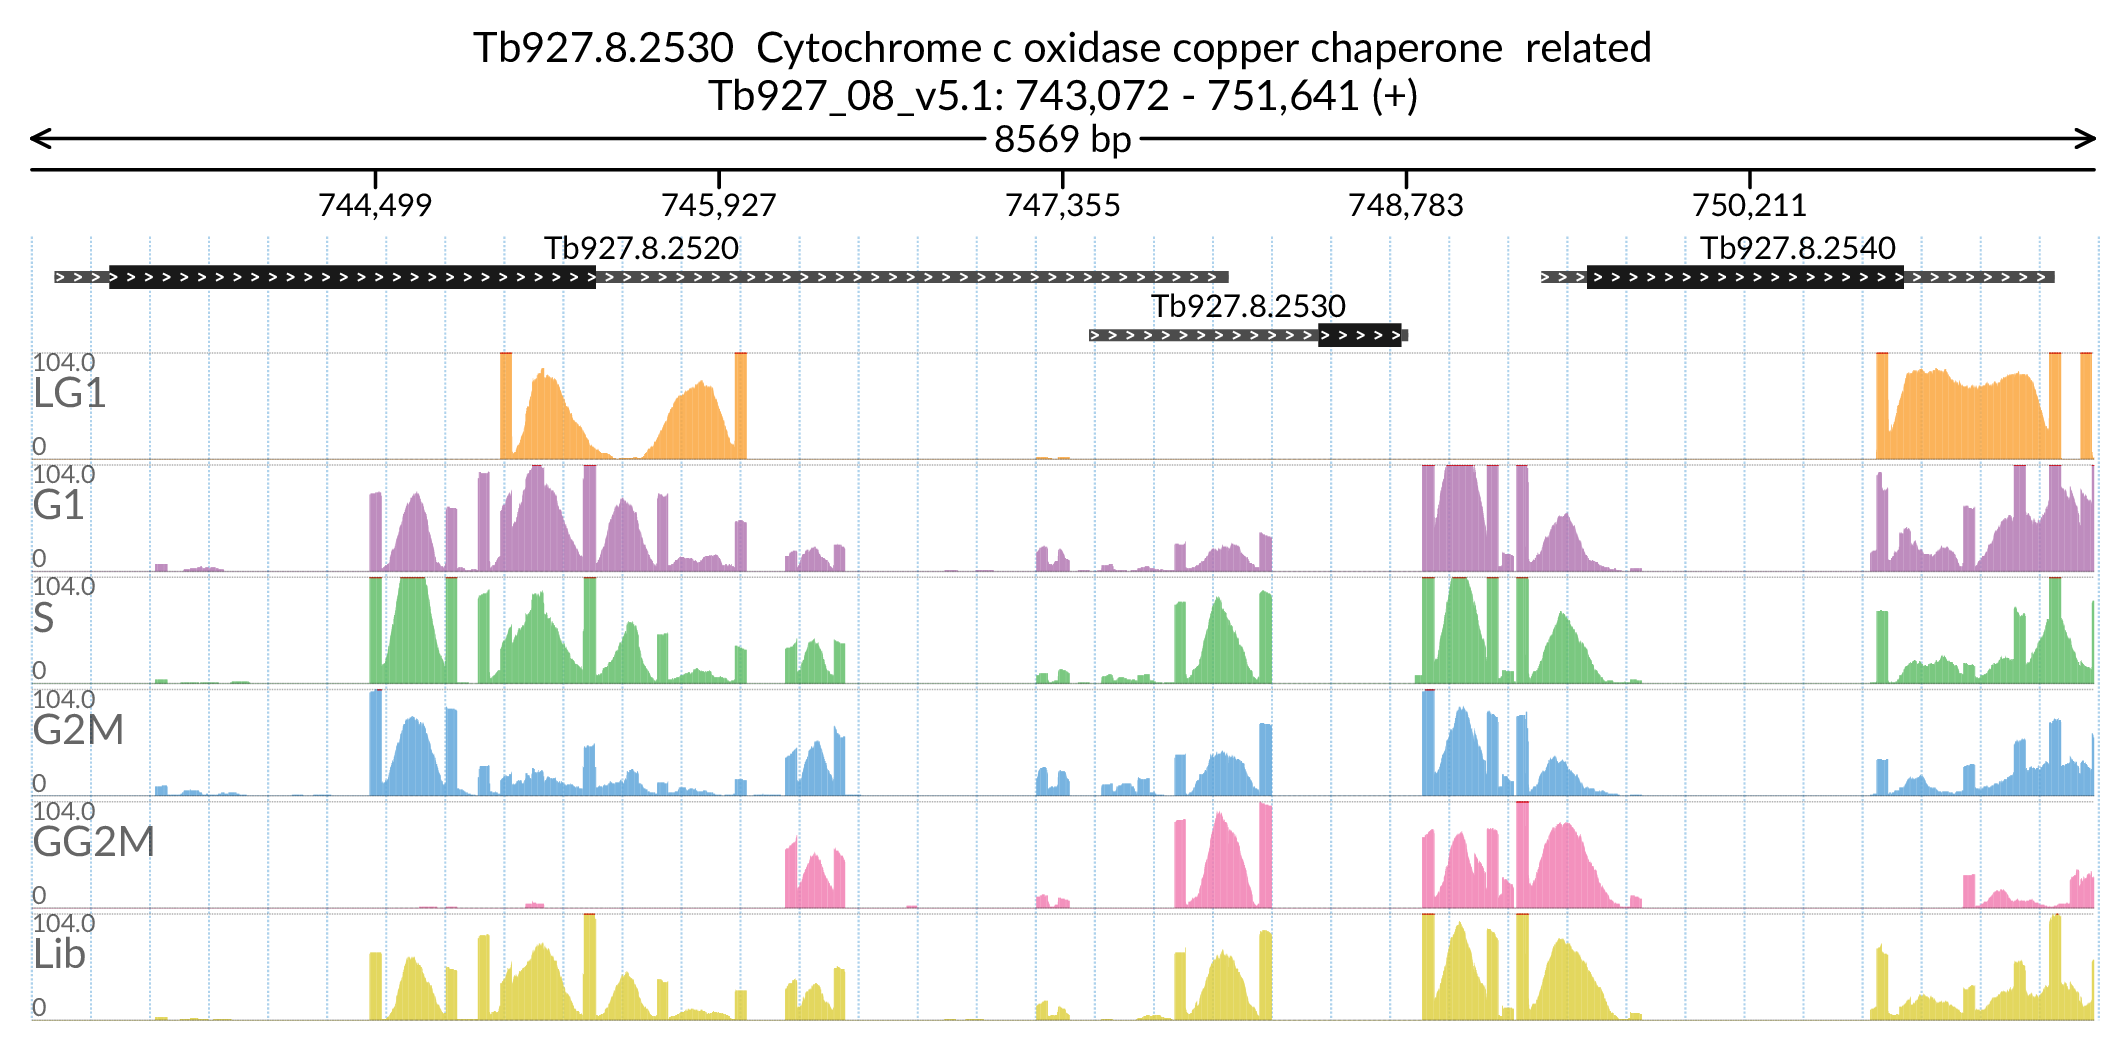 Tb927.8.2530  Cytochrome c oxidase copper chaperone  related
Tb927_08_v5.1: 743,072 - 751,641 (+)
8569 bp
744,499 745,927 747,355 748,783 750,211
Tb927.8.2520 Tb927.8.2540
Tb927.8.2530
104.0
LG1
0
104.0
G1
0
104.0
S
0
104.0
G2M
0
104.0
GG2M
0
104.0
Lib
0